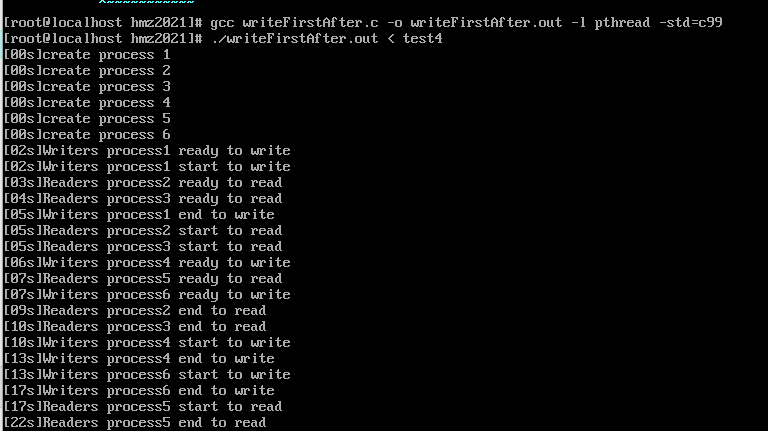 [root@localhost hmz2021]# gcc writeFirstAfter.c -o writeFirstAfter.out -l pthread -std=c99
[root@localhost hmz2021]# ./writeFirstAfter.out < test4
[00s]create process 1
[00s]create process 2
[00s]create process 3
[00s]create process 4
[00s]create process 5
[00s]create process 6
[02s]Writers process1 ready to write
[02s]Writers process1 start to write
[03s]Readers process2 ready to read
[04s]Readers process3 ready to read
[05s]Writers process1 end to write
[05s]Readers process2 start to read
[05s]Readers process3 start to read
[06s]Writers process4 ready to write
[07s]Readers process5 ready to read
[07s]Writers process6 ready to write
[09s]Readers process2 end to read
[10s]Readers process3 end to read
[10s]Writers process4 start to write
[13s]Writers process4 end to write
[13s]Writers process6 start to write
[17s]Writers process6 end to write
[17s]Readers process5 start to read
[22s]Readers process5 end to read